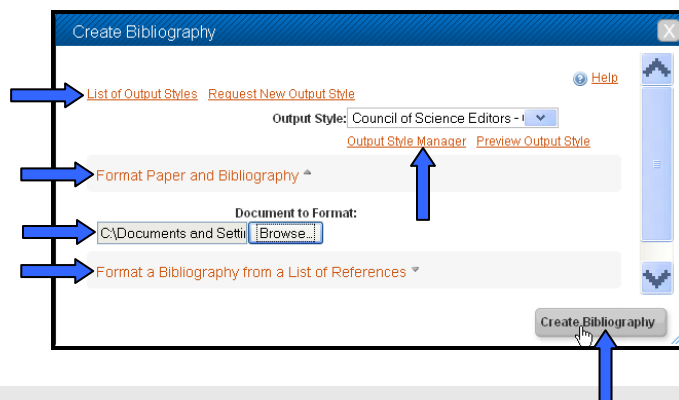 Create Bibliography X
Help
List of Output Styles Request New Output Style
Output Style: Council of Science Editors -
Output Style Manager Preview Output Style
Format Paper and Bibliography
Document to Format:
C:\Documents and Settin Browse...
Format a Bibliography from a List of References
Create Bibliography